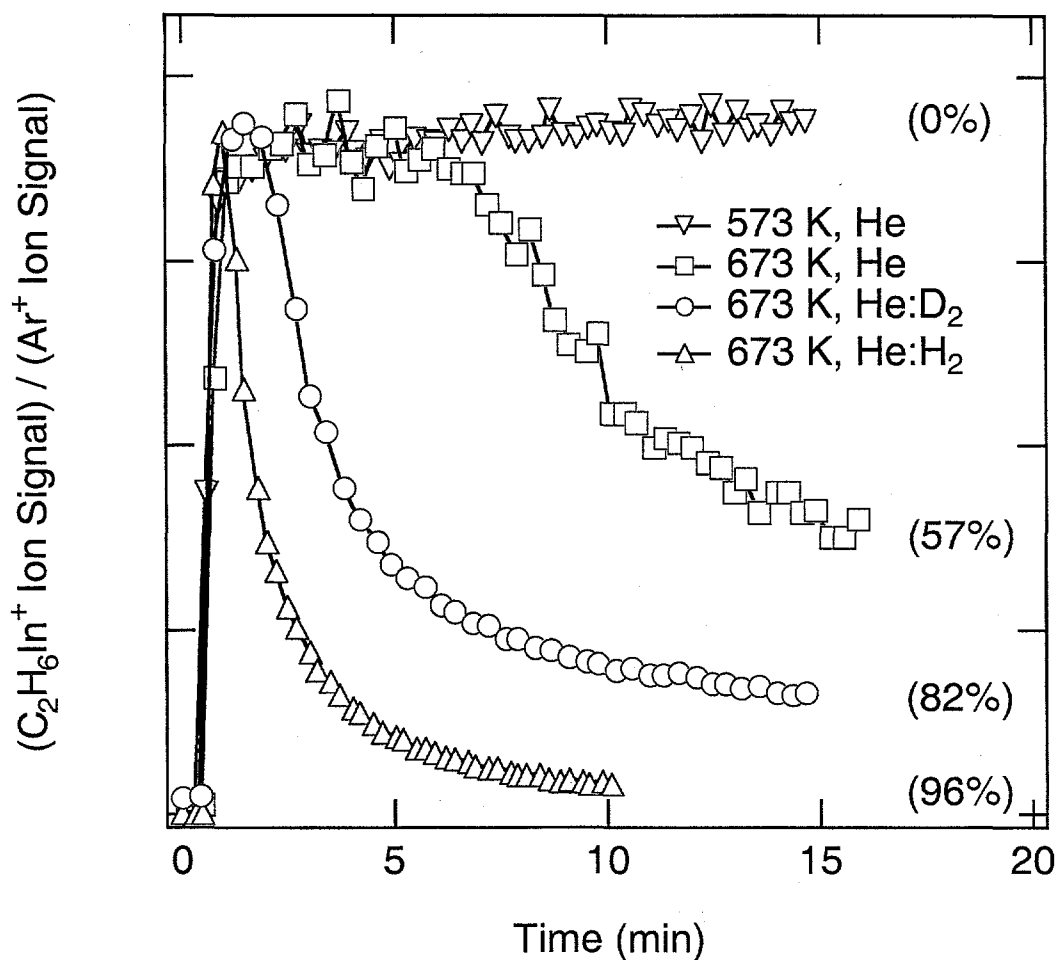 (C₂H₆In⁺ Ion Signal) / (Ar⁺ Ion Signal)
(0%)
573 K, He
673 K, He
673 K, He:D₂
673 K, He:H₂
(57%)
(82%)
(96%)
0 5 10 15 20
Time (min)